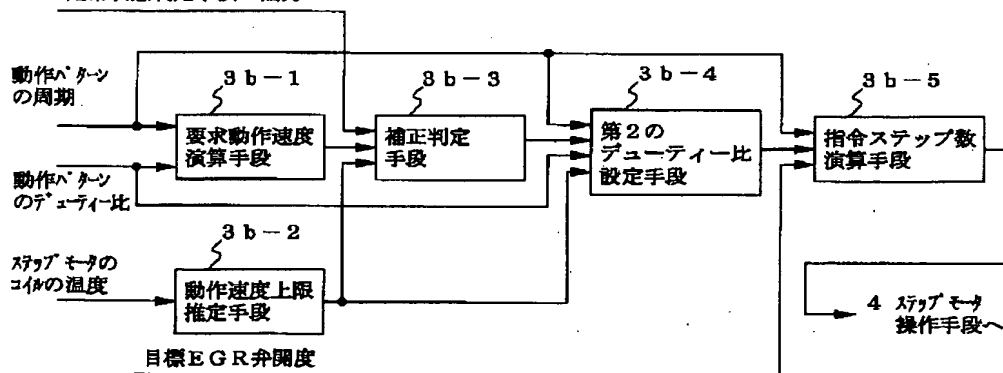 動作パターン
の周期
3b-1
要求動作速度
演算手段
3b-3
補正判定
手段
3b-4
第2の
デューティー比
設定手段
3b-5
指令ステップ数
演算手段
動作パターン
のデューティー比
3b-2
ステップモータの
コイルの温度
動作速度上限
推定手段
4 ステップモータ
操作手段へ
目標EGR弁開度